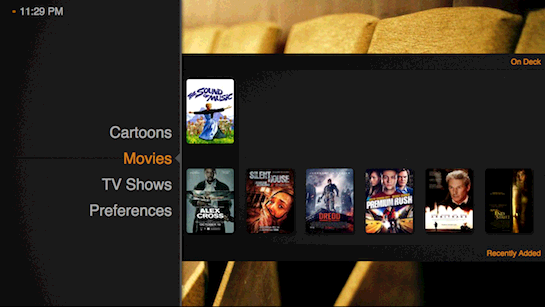 11:29 PM
On Deck
THE SOUND OF MUSIC
Cartoons
Movies
TV Shows
Preferences
ALEX CROSS
SILENT HOUSE
DREDD
PREMIUM RUSH
Recently Added